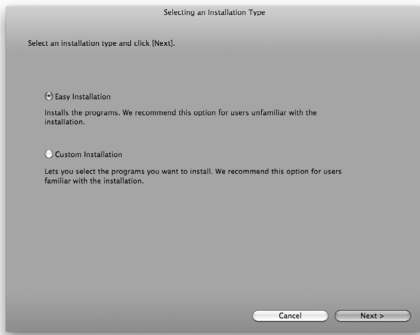 Selecting an Installation Type
Select an installation type and click [Next].
Easy Installation
Installs the programs. We recommend this option for users unfamiliar with the
installation.
Custom Installation
Lets you select the programs you want to install. We recommend this option for users
familiar with the installation.
Cancel
Next >